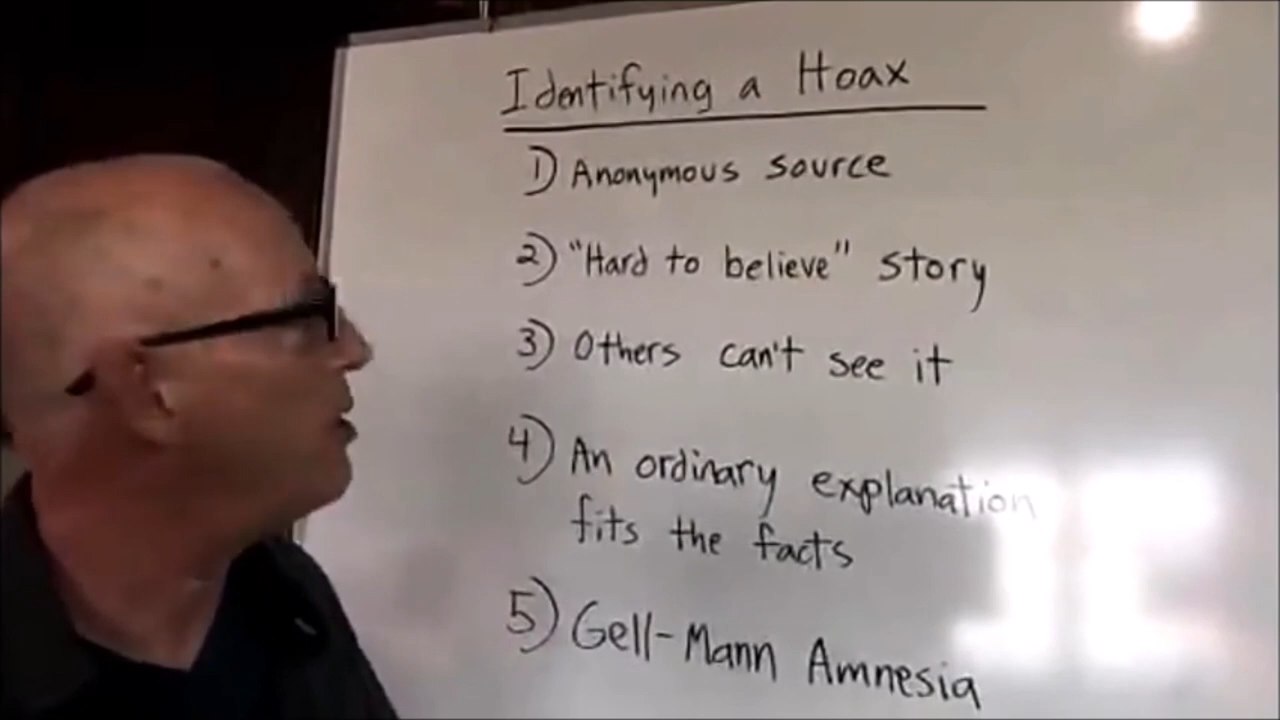 Identifying a Hoax
1) Anonymous source
2) "Hard to believe" story
3) Others can't see it
4) An ordinary explanation
fits the facts
5) Gell-Mann Amnesia